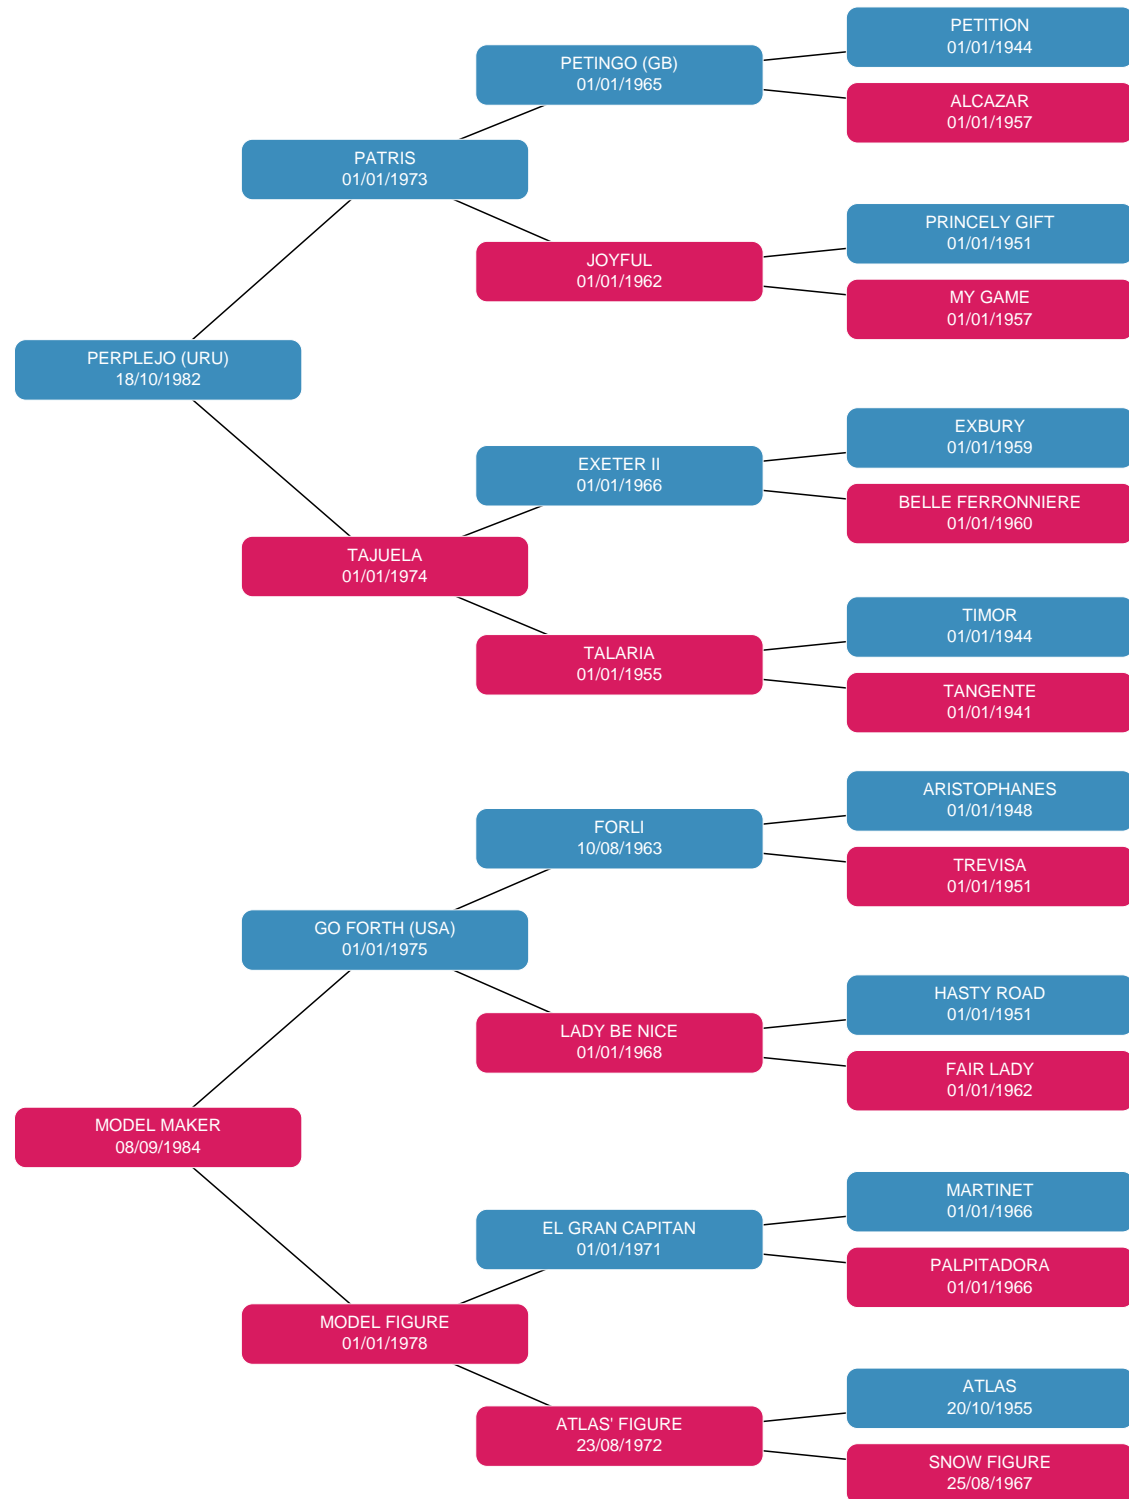 PETITION
01/01/1944
PETINGO (GB)
01/01/1965
ALCAZAR
01/01/1957
PATRIS
01/01/1973
PRINCELY GIFT
01/01/1951
JOYFUL
01/01/1962
MY GAME
01/01/1957
PERPLEJO (URU)
18/10/1982
EXBURY
01/01/1959
EXETER II
01/01/1966
BELLE FERRONNIERE
01/01/1960
TAJUELA
01/01/1974
TIMOR
01/01/1944
TALARIA
01/01/1955
TANGENTE
01/01/1941
ARISTOPHANES
01/01/1948
FORLI
10/08/1963
TREVISA
01/01/1951
GO FORTH (USA)
01/01/1975
HASTY ROAD
01/01/1951
LADY BE NICE
01/01/1968
FAIR LADY
01/01/1962
MODEL MAKER
08/09/1984
MARTINET
01/01/1966
EL GRAN CAPITAN
01/01/1971
PALPITADORA
01/01/1966
MODEL FIGURE
01/01/1978
ATLAS
20/10/1955
ATLAS' FIGURE
23/08/1972
SNOW FIGURE
25/08/1967